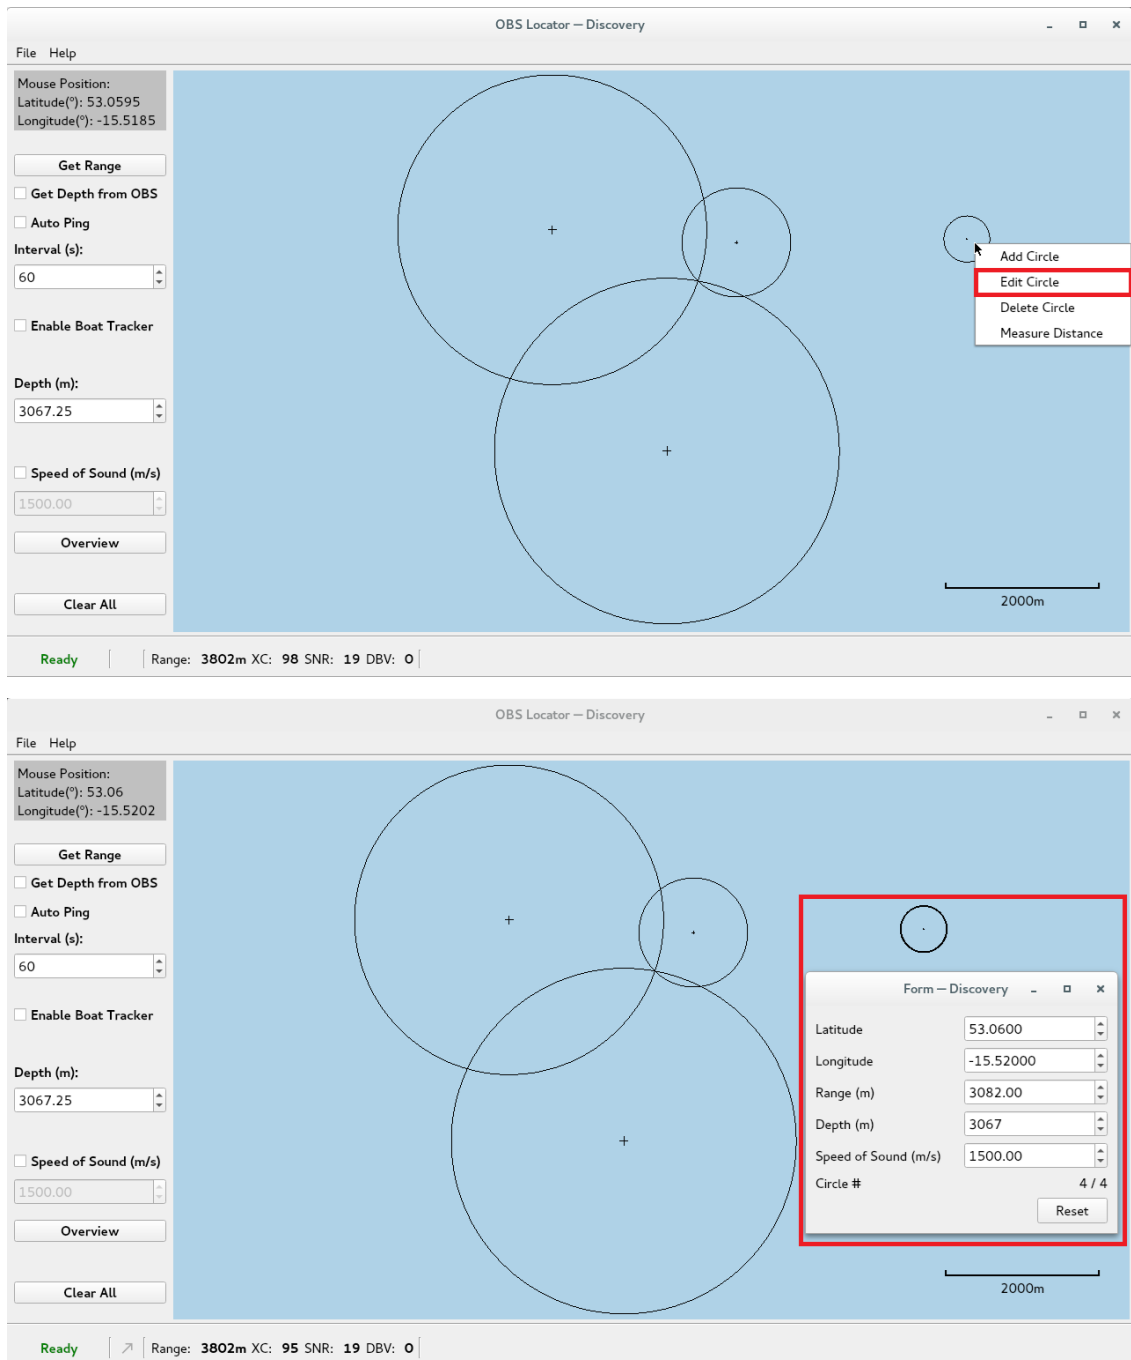 OBS Locator — Discovery
File Help
Mouse Position:
Latitude(°): 53.0595
Longitude(°): -15.5185
Get Range
Get Depth from OBS
Auto Ping
Interval (s):
60
Enable Boat Tracker
Depth (m):
3067.25
Speed of Sound (m/s)
1500.00
Overview
Clear All
Add Circle
Edit Circle
Delete Circle
Measure Distance
2000m
Ready Range: 3802m XC: 98 SNR: 19 DBV: 0
OBS Locator — Discovery
File Help
Mouse Position:
Latitude(°): 53.06
Longitude(°): -15.5202
Get Range
Get Depth from OBS
Auto Ping
Interval (s):
60
Enable Boat Tracker
Depth (m):
3067.25
Speed of Sound (m/s)
1500.00
Overview
Clear All
Form — Discovery
Latitude 53.0600
Longitude -15.52000
Range (m) 3082.00
Depth (m) 3067
Speed of Sound (m/s) 1500.00
Circle # 4 / 4
Reset
2000m
Ready Range: 3802m XC: 95 SNR: 19 DBV: 0